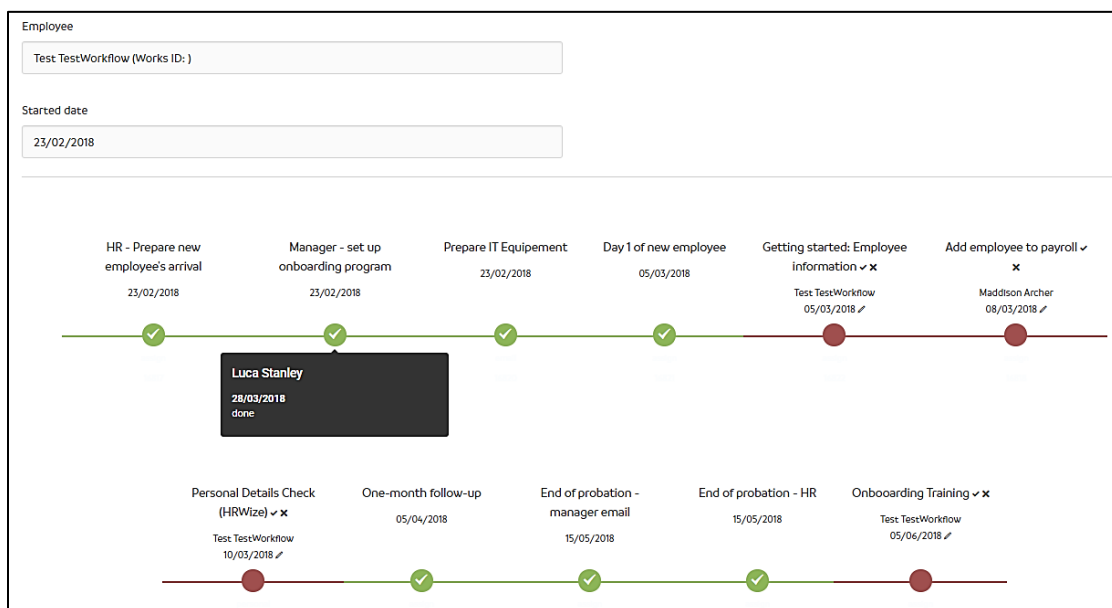 Employee
Test TestWorkflow (Works ID: )
Started date
23/02/2018
HR - Prepare new
employee's arrival
23/02/2018
Manager - set up
onboarding program
23/02/2018
Prepare IT Equipement
23/02/2018
Day 1 of new employee
05/03/2018
Getting started: Employee
information
Test TestWorkflow
05/03/2018
Add employee to payroll
Maddison Archer
08/03/2018
Luca Stanley
28/03/2018
done
Personal Details Check
(HRWize)
Test TestWorkflow
10/03/2018
One-month follow-up
05/04/2018
End of probation -
manager email
15/05/2018
End of probation - HR
15/05/2018
Onbooarding Training
Test TestWorkflow
05/06/2018